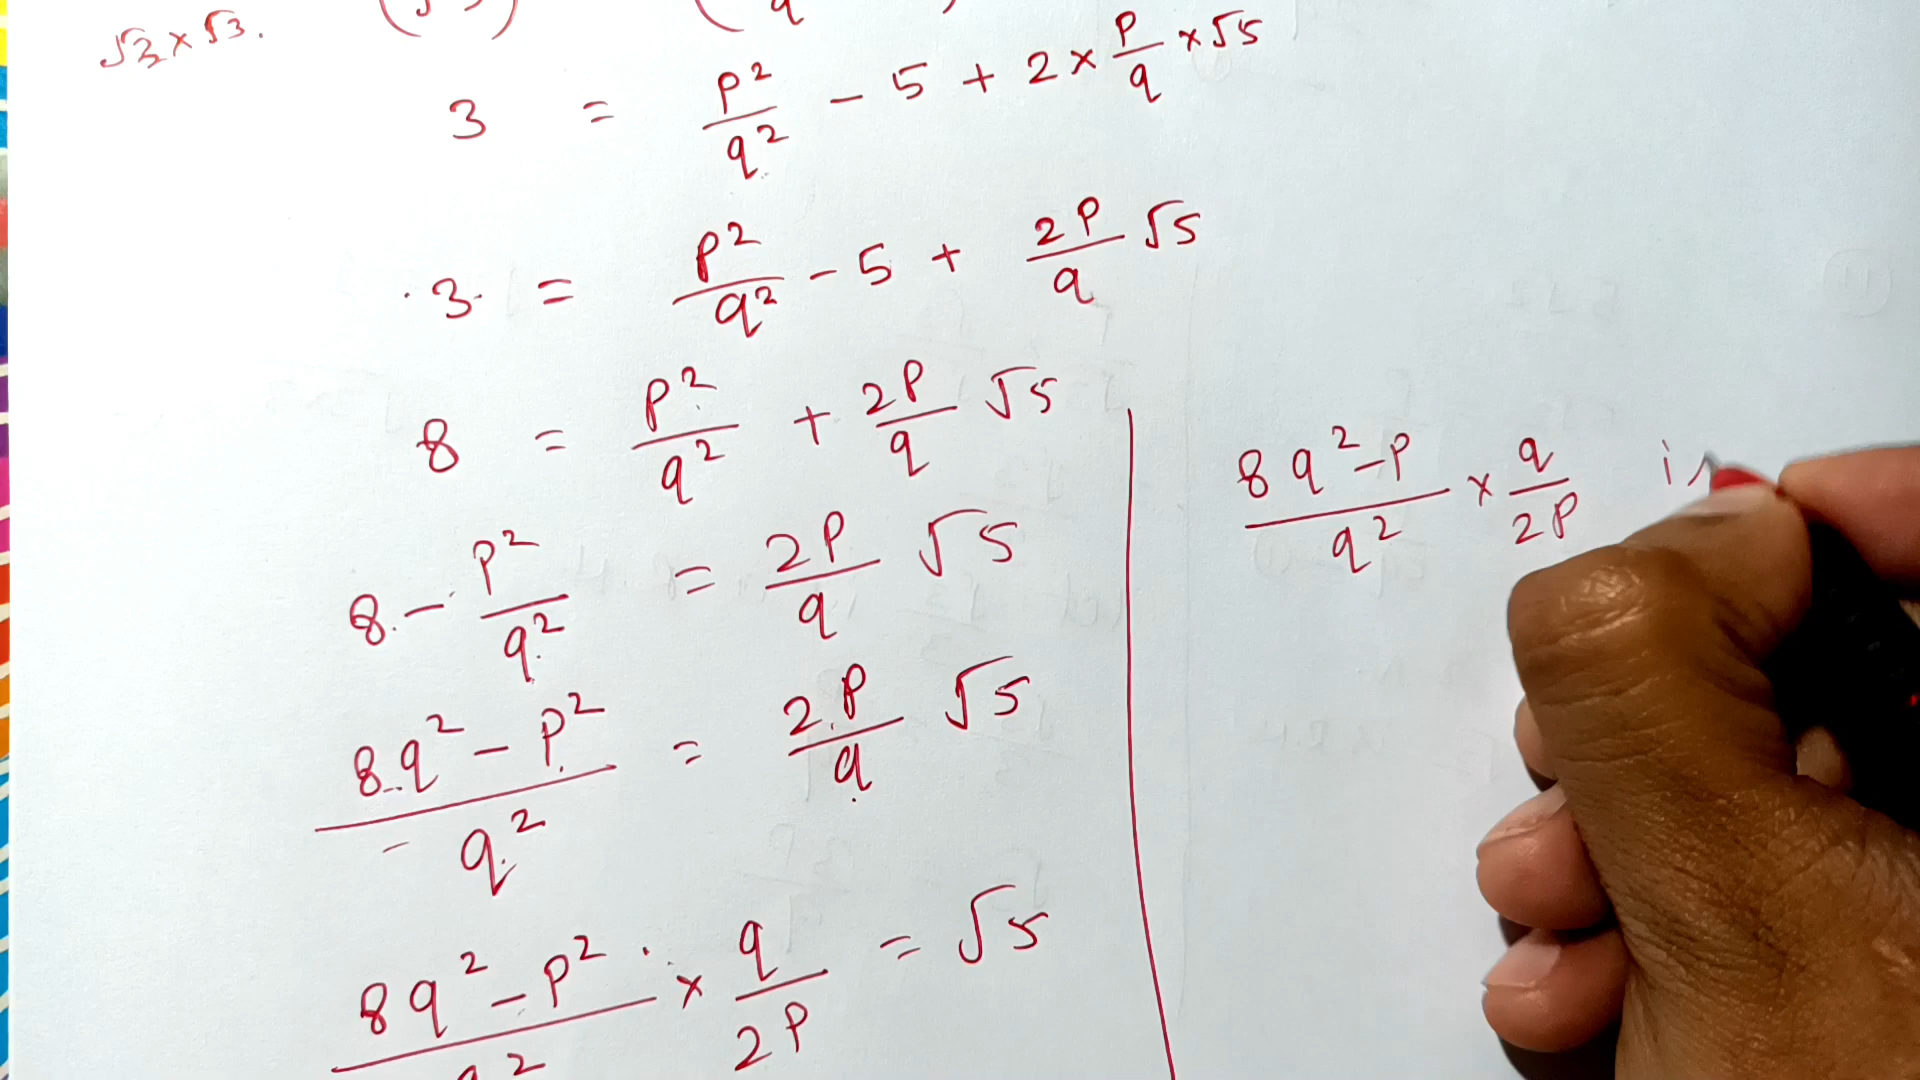 √3 × √3.
3 = p²/q² - 5 + 2 × p/q × √5
3 = p²/q² - 5 + 2p/q √5
8 = p²/q² + 2p/q √5
8 - p²/q² = 2p/q √5
8q² - p²/q² = 2p/q √5
8q² - p²/q² × q/2p = √5
8q² - p/q² × q/2p i